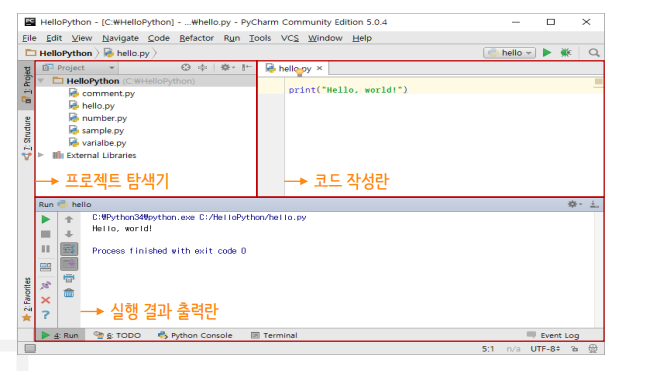 HelloPython - [C:₩HelloPython] - ...₩hello.py - PyCharm Community Edition 5.0.4
File Edit View Navigate Code Refactor Run Tools VCS Window Help
HelloPython hello.py hello
1: Project
Project
hello.py ×
HelloPython (C:₩HelloPython)
comment.py
hello.py
number.py
sample.py
varialbe.py
External Libraries
print("Hello, world!")
7: Structure
프로젝트 탐색기
코드 작성란
Run hello
C:₩Python34₩python.exe C:/HelloPython/hello.py
Hello, world!
Process finished with exit code 0
2: Favorites
실행 결과 출력란
4: Run 6: TODO Python Console Terminal Event Log
5:1 n/a UTF-8